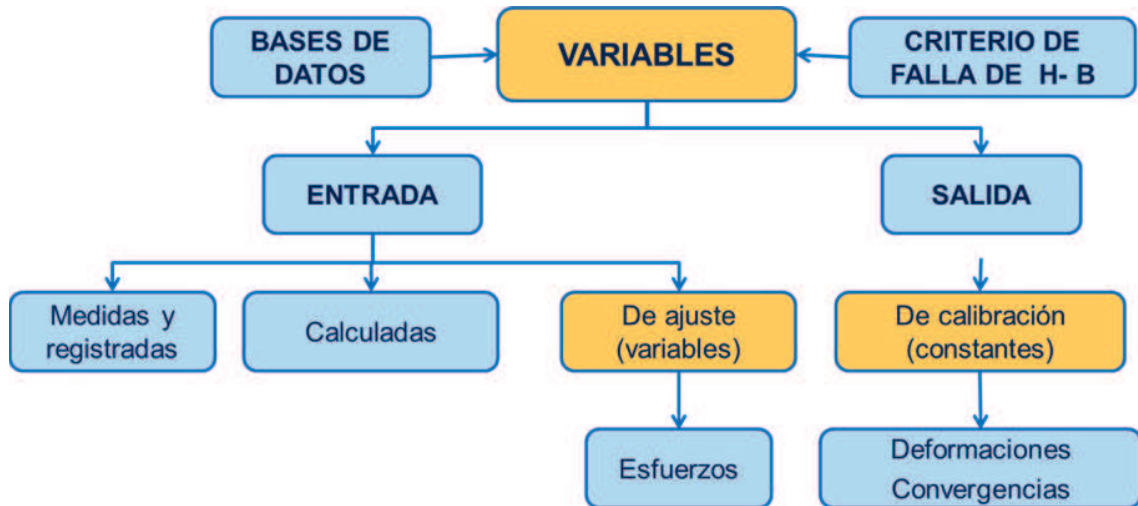 BASES DE
DATOS
VARIABLES
CRITERIO DE
FALLA DE H- B
ENTRADA
SALIDA
Medidas y
registradas
Calculadas
De ajuste
(variables)
De calibración
(constantes)
Esfuerzos
Deformaciones
Convergencias